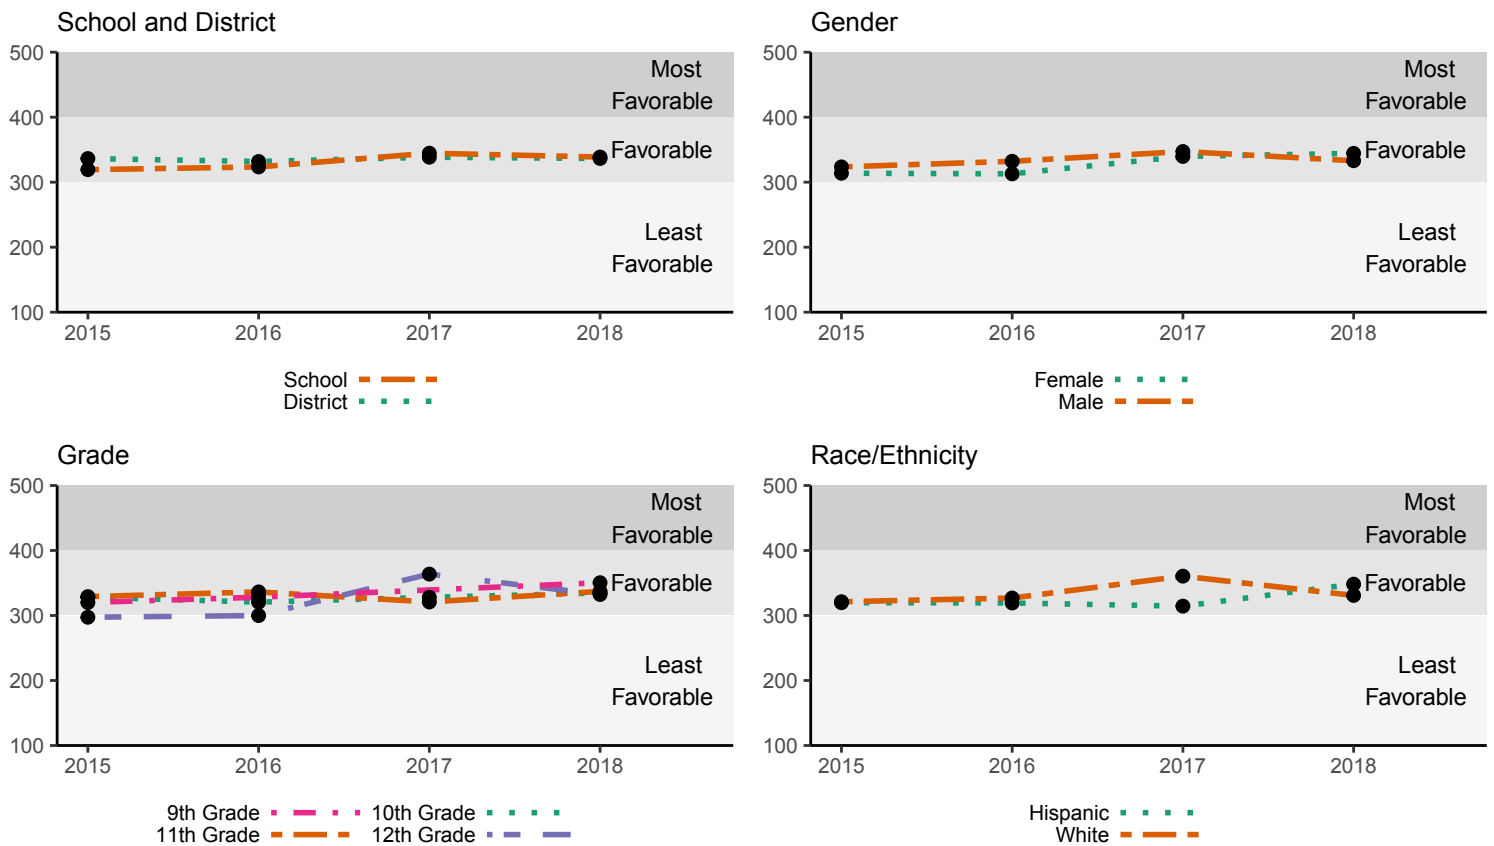 School and District
500
400
300
200
100
Most
Favorable
Favorable
Least
Favorable
2015 2016 2017 2018
School
District
Gender
500
400
300
200
100
Most
Favorable
Favorable
Least
Favorable
2015 2016 2017 2018
Female
Male
Grade
500
400
300
200
100
Most
Favorable
Favorable
Least
Favorable
2015 2016 2017 2018
9th Grade 10th Grade
11th Grade 12th Grade
Race/Ethnicity
500
400
300
200
100
Most
Favorable
Favorable
Least
Favorable
2015 2016 2017 2018
Hispanic
White